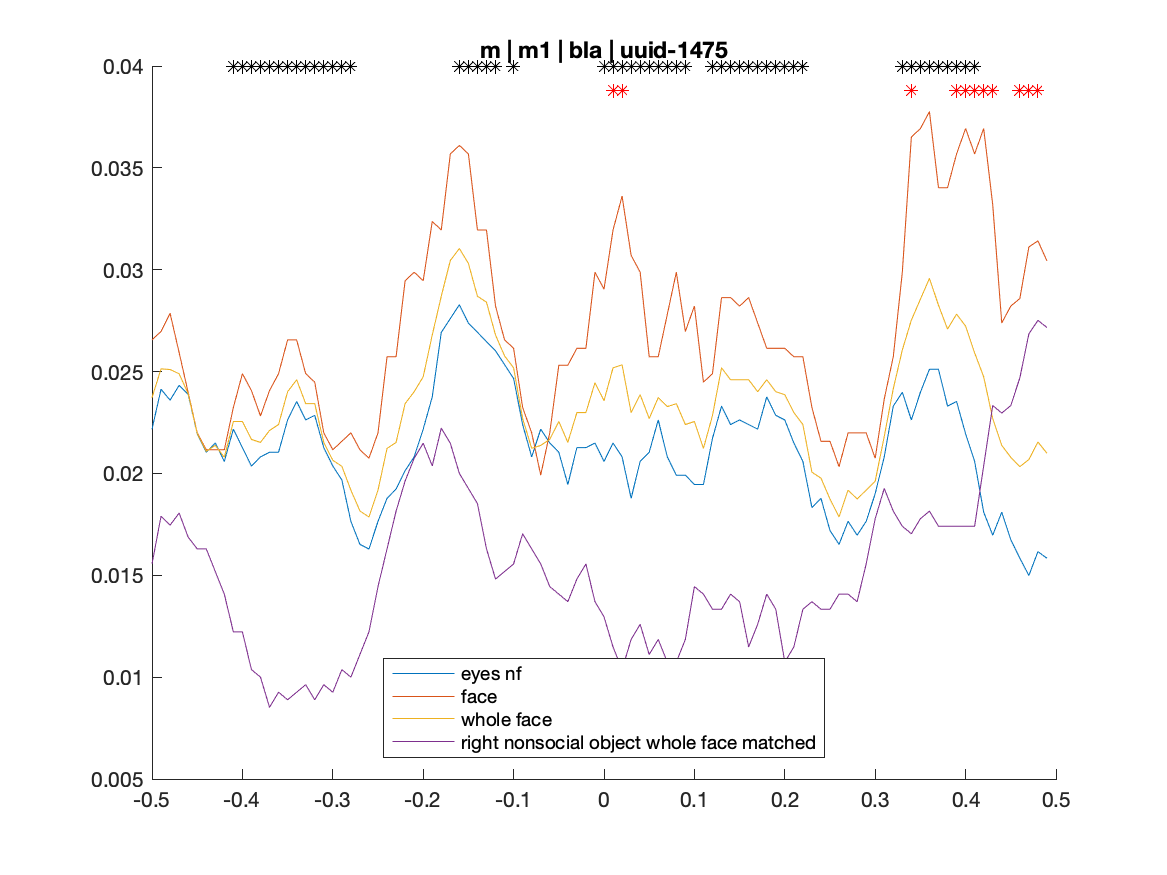 m | m1 | bla | uuid-1475
0.04
0.035
0.03
0.025
0.02
0.015
0.01
0.005
eyes nf
face
whole face
right nonsocial object whole face matched
-0.5 -0.4 -0.3 -0.2 -0.1 0 0.1 0.2 0.3 0.4 0.5